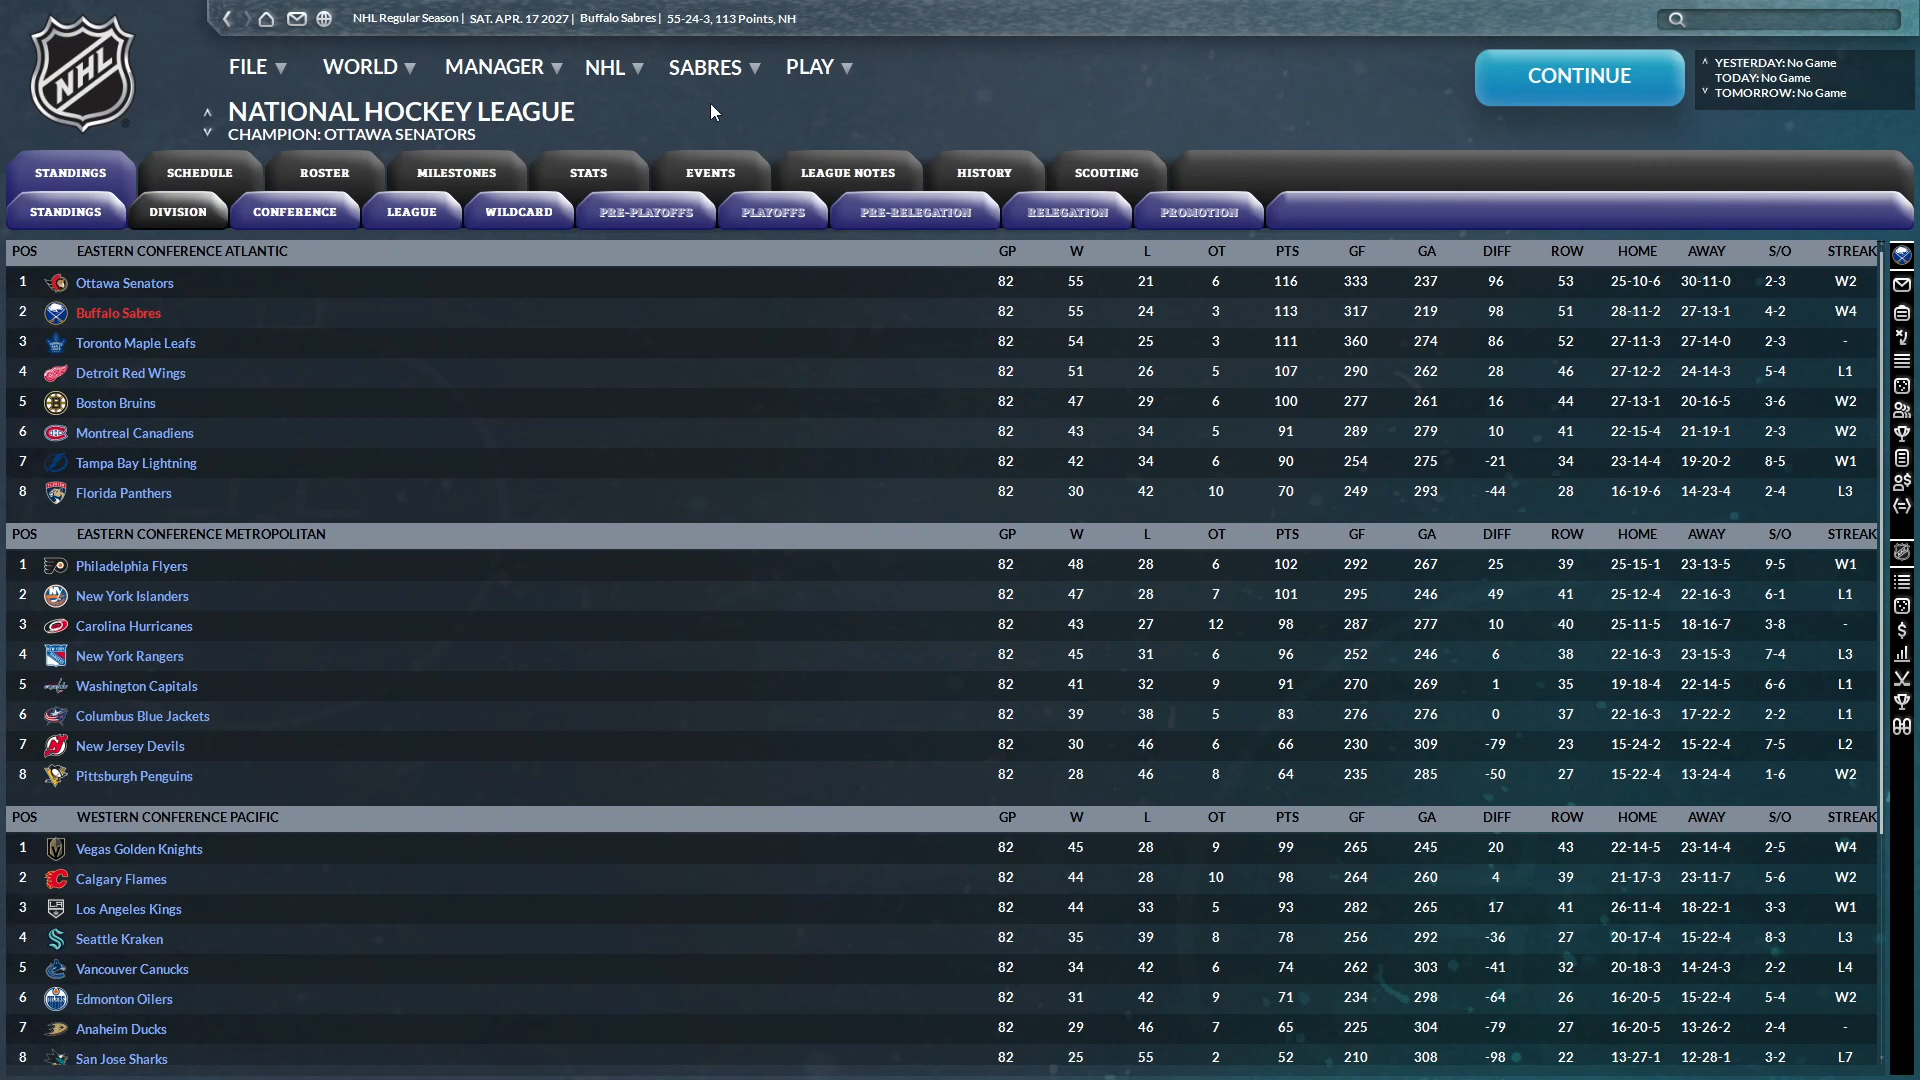 NHL Regular Season | SAT. APR. 17 2027 | Buffalo Sabres | 55-24-3, 113 Points, NH
FILE WORLD MANAGER NHL SABRES PLAY
CONTINUE
YESTERDAY: No Game
TODAY: No Game
TOMORROW: No Game
NHL
NATIONAL HOCKEY LEAGUE
CHAMPION: OTTAWA SENATORS
STANDINGS SCHEDULE ROSTER MILESTONES STATS EVENTS LEAGUE NOTES HISTORY SCOUTING
STANDINGS DIVISION CONFERENCE LEAGUE WILDCARD PRE-PLAYOFFS PLAYOFFS PRE-RELEGATION RELEGATION PROMOTION
POS EASTERN CONFERENCE ATLANTIC GP W L OT PTS GF GA DIFF ROW HOME AWAY S/O STREAK
1 Ottawa Senators 82 55 21 6 116 333 237 96 53 25-10-6 30-11-0 2-3 W2
2 Buffalo Sabres 82 55 24 3 113 317 219 98 51 28-11-2 27-13-1 4-2 W4
3 Toronto Maple Leafs 82 54 25 3 111 360 274 86 52 27-11-3 27-14-0 2-3 -
4 Detroit Red Wings 82 51 26 5 107 290 262 28 46 27-12-2 24-14-3 5-4 L1
5 Boston Bruins 82 47 29 6 100 277 261 16 44 27-13-1 20-16-5 3-6 W2
6 Montreal Canadiens 82 43 34 5 91 289 279 10 41 22-15-4 21-19-1 2-3 W2
7 Tampa Bay Lightning 82 42 34 6 90 254 275 -21 34 23-14-4 19-20-2 8-5 W1
8 Florida Panthers 82 30 42 10 70 249 293 -44 28 16-19-6 14-23-4 2-4 L3
POS EASTERN CONFERENCE METROPOLITAN GP W L OT PTS GF GA DIFF ROW HOME AWAY S/O STREAK
1 Philadelphia Flyers 82 48 28 6 102 292 267 25 39 25-15-1 23-13-5 9-5 W1
2 New York Islanders 82 47 28 7 101 295 246 49 41 25-12-4 22-16-3 6-1 L1
3 Carolina Hurricanes 82 43 27 12 98 287 277 10 40 25-11-5 18-16-7 3-8 -
4 New York Rangers 82 45 31 6 96 252 246 6 38 22-16-3 23-15-3 7-4 L3
5 Washington Capitals 82 41 32 9 91 270 269 1 35 19-18-4 22-14-5 6-6 L1
6 Columbus Blue Jackets 82 39 38 5 83 276 276 0 37 22-16-3 17-22-2 2-2 L1
7 New Jersey Devils 82 30 46 6 66 230 309 -79 23 15-24-2 15-22-4 7-5 L2
8 Pittsburgh Penguins 82 28 46 8 64 235 285 -50 27 15-22-4 13-24-4 1-6 W2
POS WESTERN CONFERENCE PACIFIC GP W L OT PTS GF GA DIFF ROW HOME AWAY S/O STREAK
1 Vegas Golden Knights 82 45 28 9 99 265 245 20 43 22-14-5 23-14-4 2-5 W4
2 Calgary Flames 82 44 28 10 98 264 260 4 39 21-17-3 23-11-7 5-6 W2
3 Los Angeles Kings 82 44 33 5 93 282 265 17 41 26-11-4 18-22-1 3-3 W1
4 Seattle Kraken 82 35 39 8 78 256 292 -36 27 20-17-4 15-22-4 8-3 L3
5 Vancouver Canucks 82 34 42 6 74 262 303 -41 32 20-18-3 14-24-3 2-2 L4
6 Edmonton Oilers 82 31 42 9 71 234 298 -64 26 16-20-5 15-22-4 5-4 W2
7 Anaheim Ducks 82 29 46 7 65 225 304 -79 27 16-20-5 13-26-2 2-4 -
8 San Jose Sharks 82 25 55 2 52 210 308 -98 22 13-27-1 12-28-1 3-2 L7